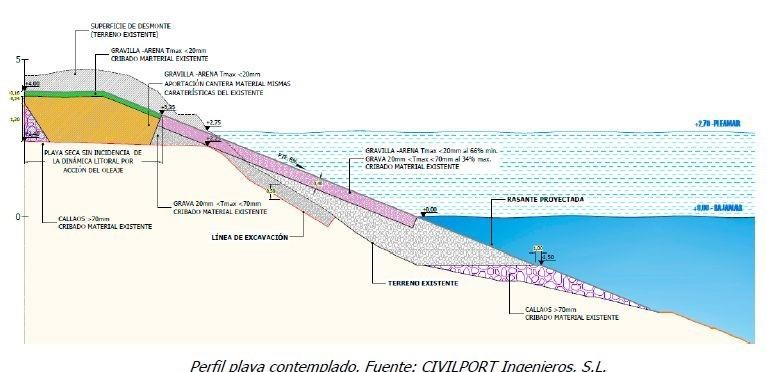 SUPERFICIE DE DESMONTE
(TERRENO EXISTENTE)
GRAVILLA -ARENA Tmax <20mm
CRIBADO MARTERIAL EXISTENTE
GRAVILLA -ARENA Tmax <20mm
APORTACIÓN CANTERA MATERIAL MISMAS
CARATERÍSTICAS DEL EXISTENTE
5
+4,00
+3,35
+2,75
+2,70 -PLEAMAR
PLAYA SECA SIN INCIDENCIA DE
LA DINÁMICA LITORAL POR
ACCIÓN DEL OLEAJE
GRAVILLA -ARENA Tmax <20mm al 66% min.
GRAVA 20mm <Tmax <70mm al 34% max.
CRIBADO MATERIAL EXISTENTE
GRAVA 20mm <Tmax <70mm
CRIBADO MATERIAL EXISTENTE
RASANTE PROYECTADA
0
+0,00
+0,00 - BAJAMAR
CALLAOS >70mm
CRIBADO MATERIAL EXISTENTE
LÍNEA DE EXCAVACIÓN
1,00
TERRENO EXISTENTE
CALLAOS >70mm
CRIBADO MATERIAL EXISTENTE
Perfil playa contemplado. Fuente: CIVILPORT Ingenieros, S.L.